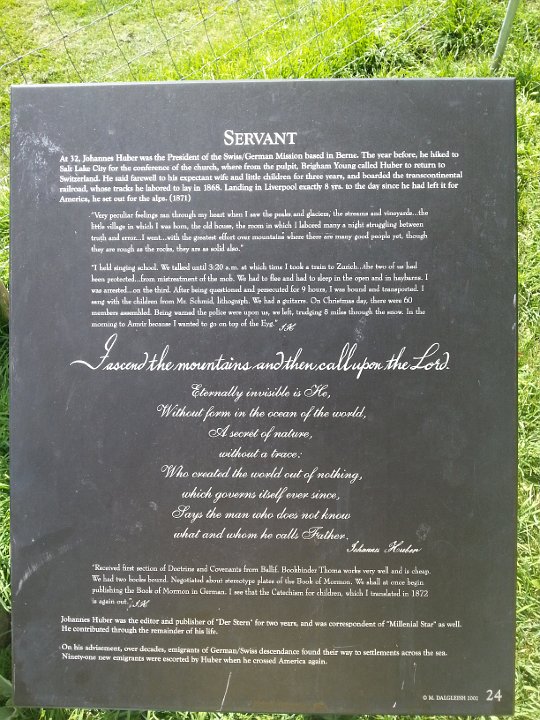 SERVANT
At 32, Johannes Huber was the President of the Swiss/German Mission based in Berne. The year before, he hiked to
Salt Lake City for the conference of the church, where from the pulpit, Brigham Young called Huber to return to
Switzerland. He said farewell to his expectant wife and little children for three years, and boarded the transcontinental
railroad, whose tracks he labored to lay in 1868. Landing in Liverpool exactly 8 yrs. to the day since he had left it for
America, he set out for the alps. (1871)
"Very peculiar feelings ran through my heart when I saw the peaks and glaciers, the streams and vineyards...the
little village in which I was born, the old house, the room in which I labored many a night struggling between
truth and error...I went...with the greatest effort over mountains where there are many good people yet, though
they are rough as the rocks, they are as solid also."
"I held singing school. We talked until 3:20 a.m. at which time I took a train to Zurich...the two of us had
been protected...from mistreatment of the mob. We had to flee and had to sleep in the open and in hayburns. I
was arrested...on the third. After being questioned and persecuted for 9 hours, I was bound and transported. I
sang with the children from Mr. Schmid, lithograph. We had a guitarre. On Christmas day, there were 60
members assembled. Being warned the police were upon us, we left, trudging 8 miles through the snow. In the
morning to Amvir because I wanted to go on top of the Eyg." J.H.
I ascend the mountains and then call upon the Lord.
Eternally invisible is He,
Without form in the ocean of the world,
A secret of nature,
without a trace:
Who created the world out of nothing,
which governs itself ever since,
Says the man who does not know
what and whom he calls Father.
Johannes Huber
"Received first section of Doctrine and Covenants from Ballif. Bookbinder Thoma works very well and is cheap.
We had two books bound. Negotiated about stereotype plates of the Book of Mormon. We shall at once begin
publishing the Book of Mormon in German. I see that the Catechism for children, which I translated in 1872
is again out." J.H.
Johannes Huber was the editor and publisher of "Der Stern" for two years, and was correspondent of "Millenial Star" as well.
He contributed through the remainder of his life.
On his advisement, over decades, emigrants of German/Swiss descendance found their way to settlements across the sea.
Ninety-one new emigrants were escorted by Huber when he crossed America again.
© M. DALGLEISH 2001 24